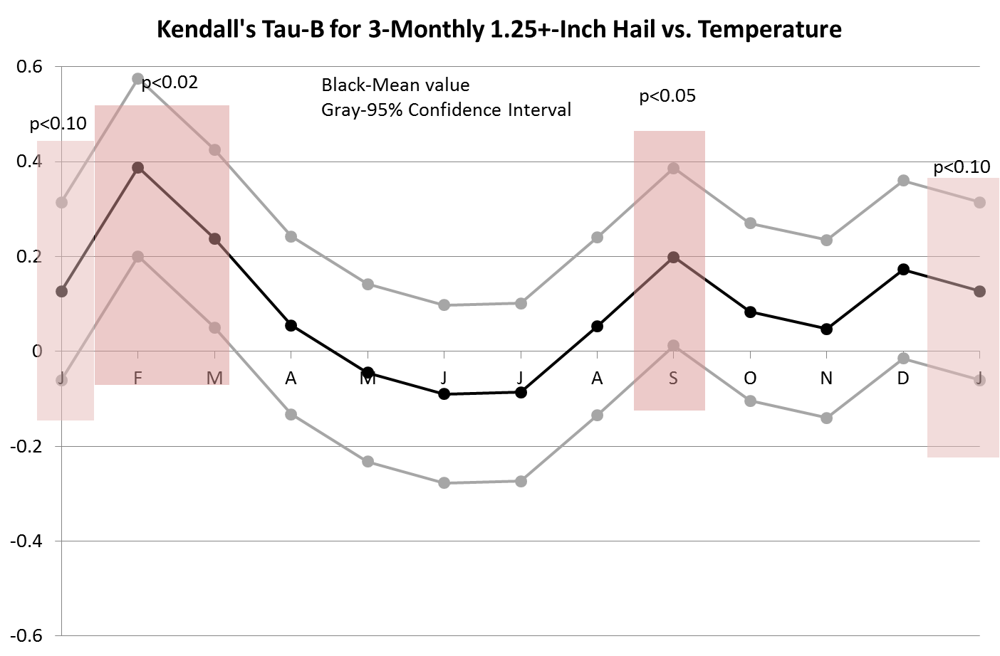 Kendall's Tau-B for 3-Monthly 1.25+-Inch Hail vs. Temperature
0.6
p<0.02
Black-Mean value
Gray-95% Confidence Interval
p<0.05
p<0.10
0.4
p<0.10
0.2
0
J F M A M J J A S O N D J
-0.2
-0.4
-0.6